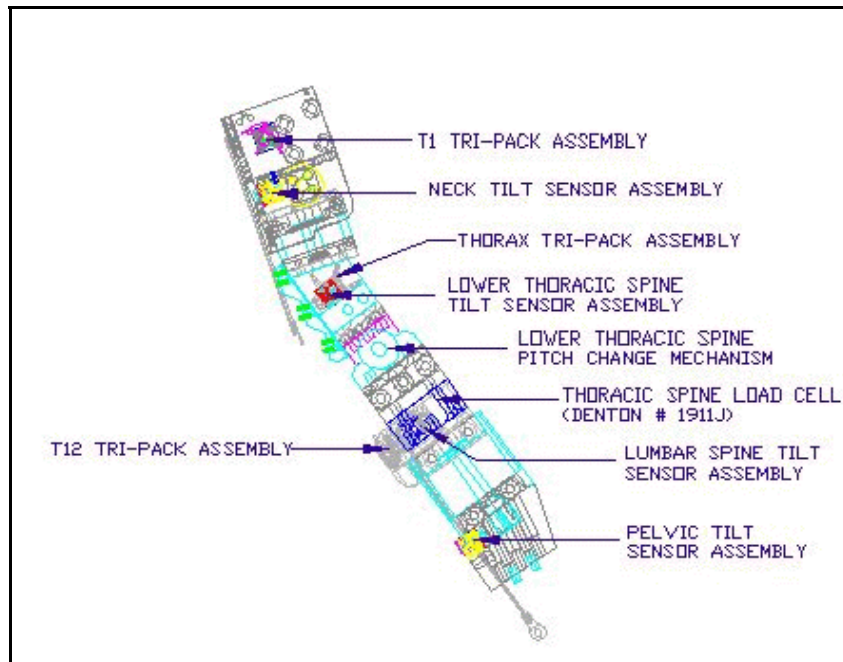 T1 TRI-PACK ASSEMBLY
NECK TILT SENSOR ASSEMBLY
THORAX TRI-PACK ASSEMBLY
LOWER THORACIC SPINE
TILT SENSOR ASSEMBLY
LOWER THORACIC SPINE
PITCH CHANGE MECHANISM
THORACIC SPINE LOAD CELL
(DENTON # 1911J)
T12 TRI-PACK ASSEMBLY
LUMBAR SPINE TILT
SENSOR ASSEMBLY
PELVIC TILT
SENSOR ASSEMBLY